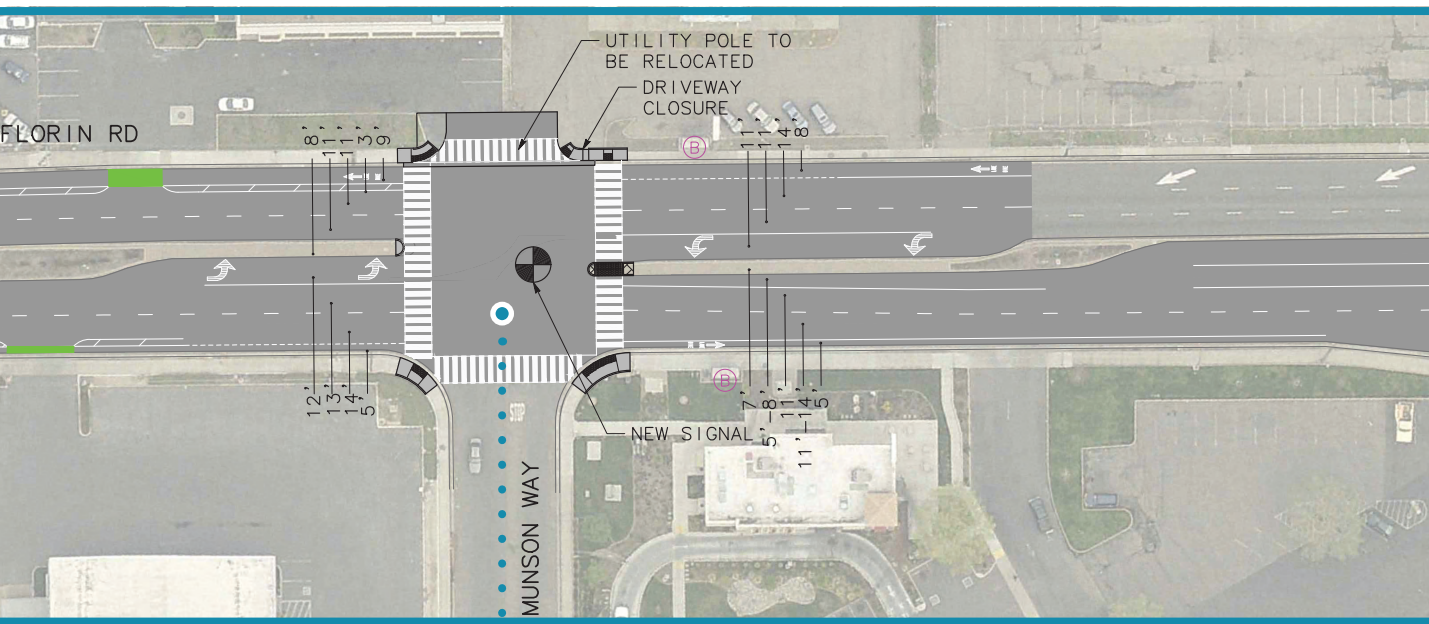 UTILITY POLE TO
BE RELOCATED
DRIVEWAY
CLOSURE
FLORIN RD
8'
11'
11'
3'
9'
B
11'
11'
14'
8'
12'
13'
14'
5'
STOP
B
7'
5'-8'
11'
11'-14'
5'
NEW SIGNAL
MUNSON WAY